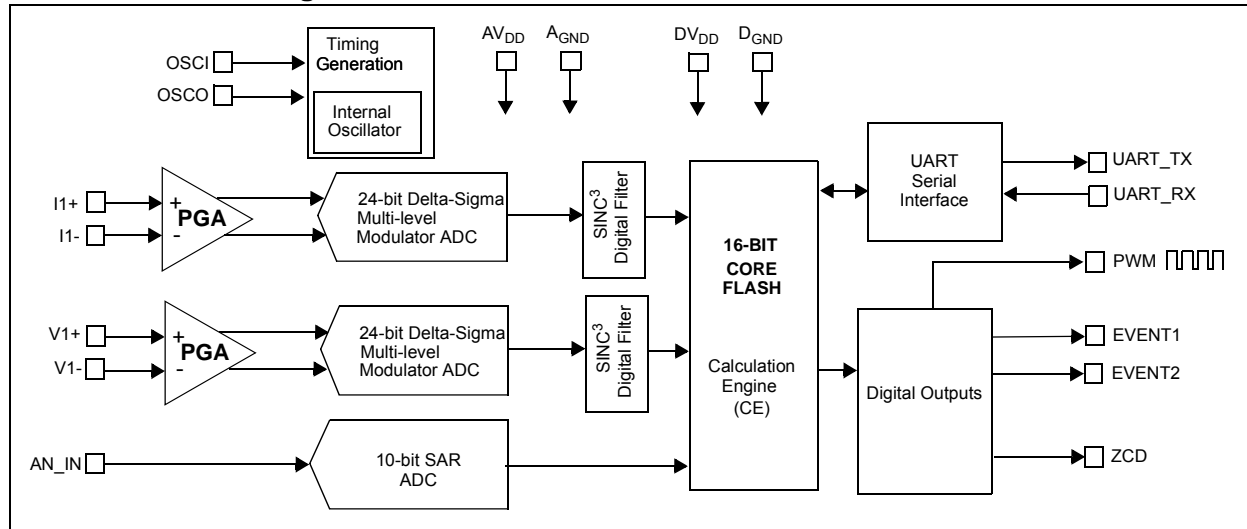 OSCI
OSCO
Timing
Generation
Internal
Oscillator
AVDD
AGND
DVDD
DGND
I1+
I1-
+
-
PGA
24-bit Delta-Sigma
Multi-level
Modulator ADC
SINC3
Digital Filter
V1+
V1-
+
-
PGA
24-bit Delta-Sigma
Multi-level
Modulator ADC
SINC3
Digital Filter
AN_IN
10-bit SAR
ADC
16-BIT
CORE
FLASH
Calculation
Engine
(CE)
UART
Serial
Interface
UART_TX
UART_RX
Digital Outputs
PWM
EVENT1
EVENT2
ZCD